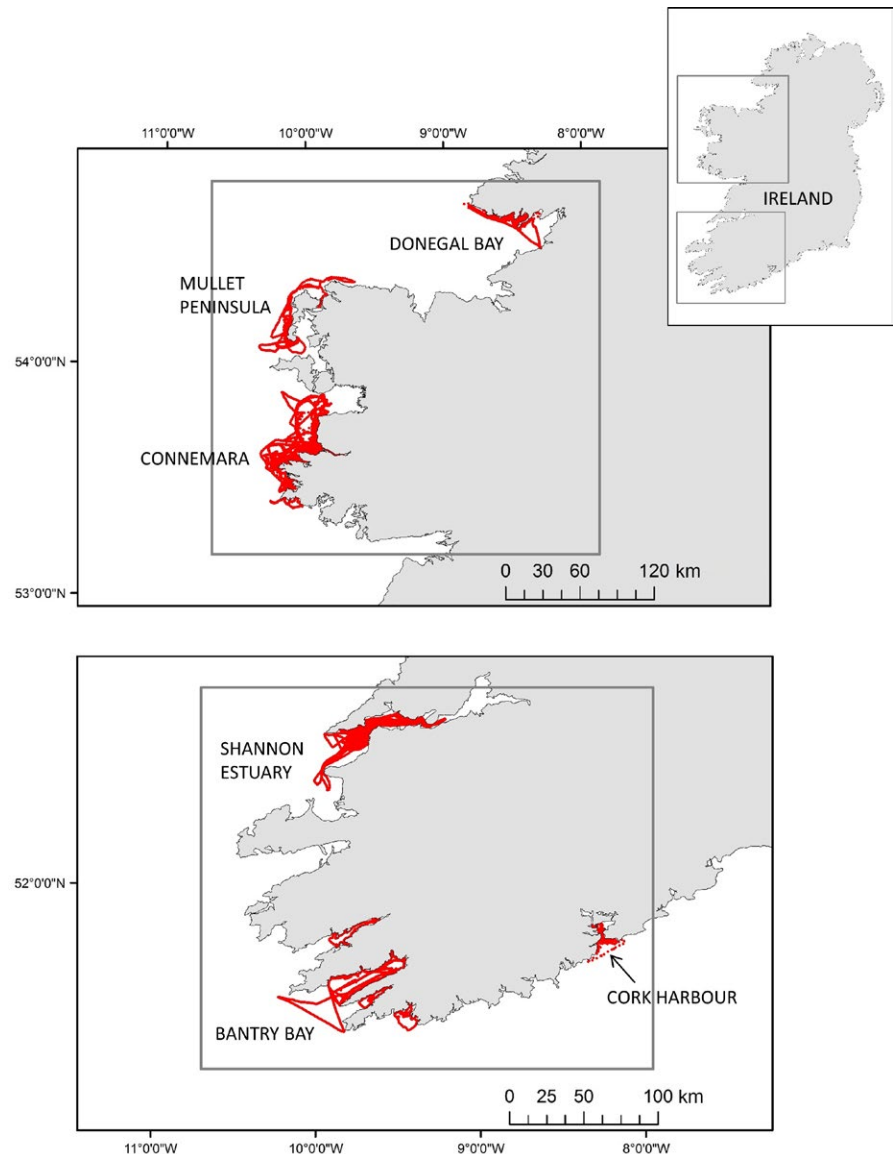 IRELAND
11°0'0"W 10°0'0"W 9°0'0"W 8°0'0"W
DONEGAL BAY
MULLET
PENINSULA
54°0'0"N
CONNEMARA
0 30 60 120 km
53°0'0"N
SHANNON
ESTUARY
52°0'0"N
CORK HARBOUR
BANTRY BAY
0 25 50 100 km
11°0'0"W 10°0'0"W 9°0'0"W 8°0'0"W